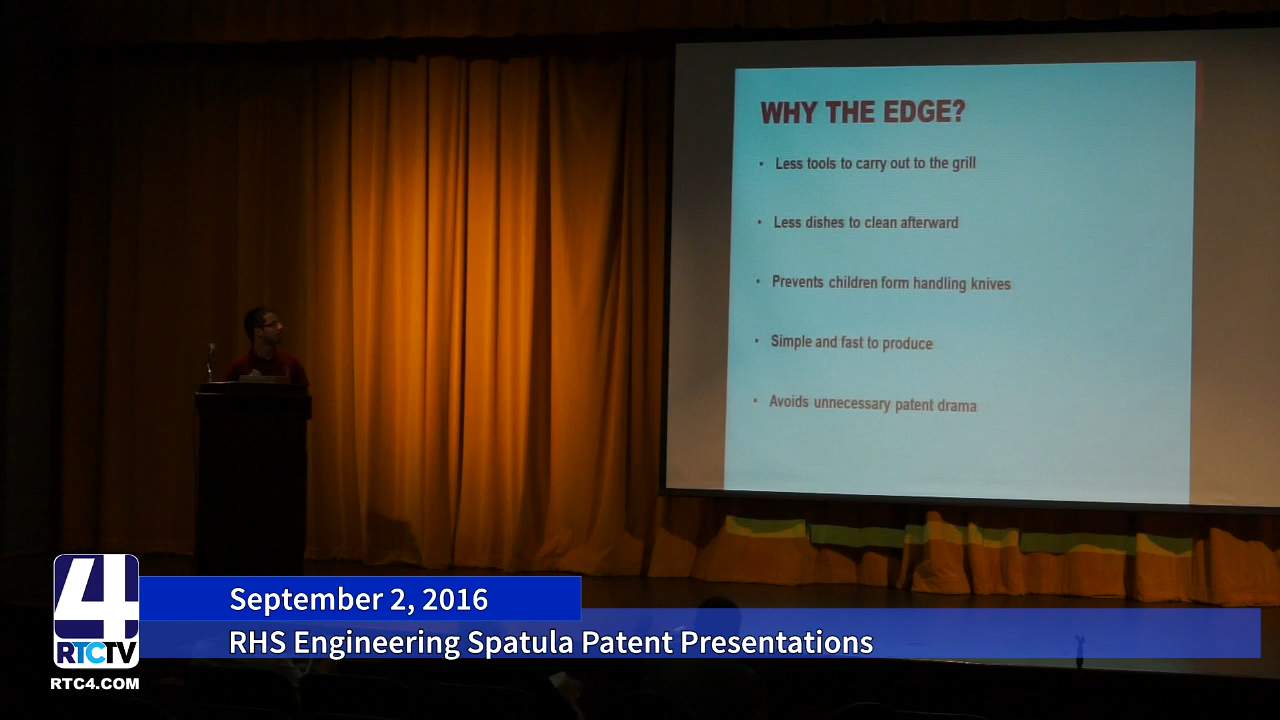 WHY THE EDGE?
• Less tools to carry out to the grill
• Less dishes to clean afterward
• Prevents children form handling knives
• Simple and fast to produce
• Avoids unnecessary patent drama
4
RTCTV
RTC4.COM
September 2, 2016
RHS Engineering Spatula Patent Presentations